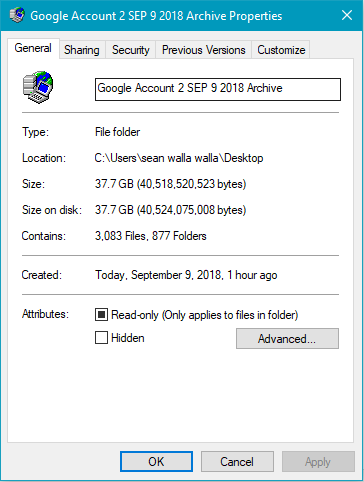 Google Account 2 SEP 9 2018 Archive Properties
General Sharing Security Previous Versions Customize
Google Account 2 SEP 9 2018 Archive
Type: File folder
Location: C:\Users\sean walla walla\Desktop
Size: 37.7 GB (40,518,520,523 bytes)
Size on disk: 37.7 GB (40,524,075,008 bytes)
Contains: 3,083 Files, 877 Folders
Created: Today, September 9, 2018, 1 hour ago
Attributes: Read-only (Only applies to files in folder)
Hidden Advanced...
OK Cancel Apply